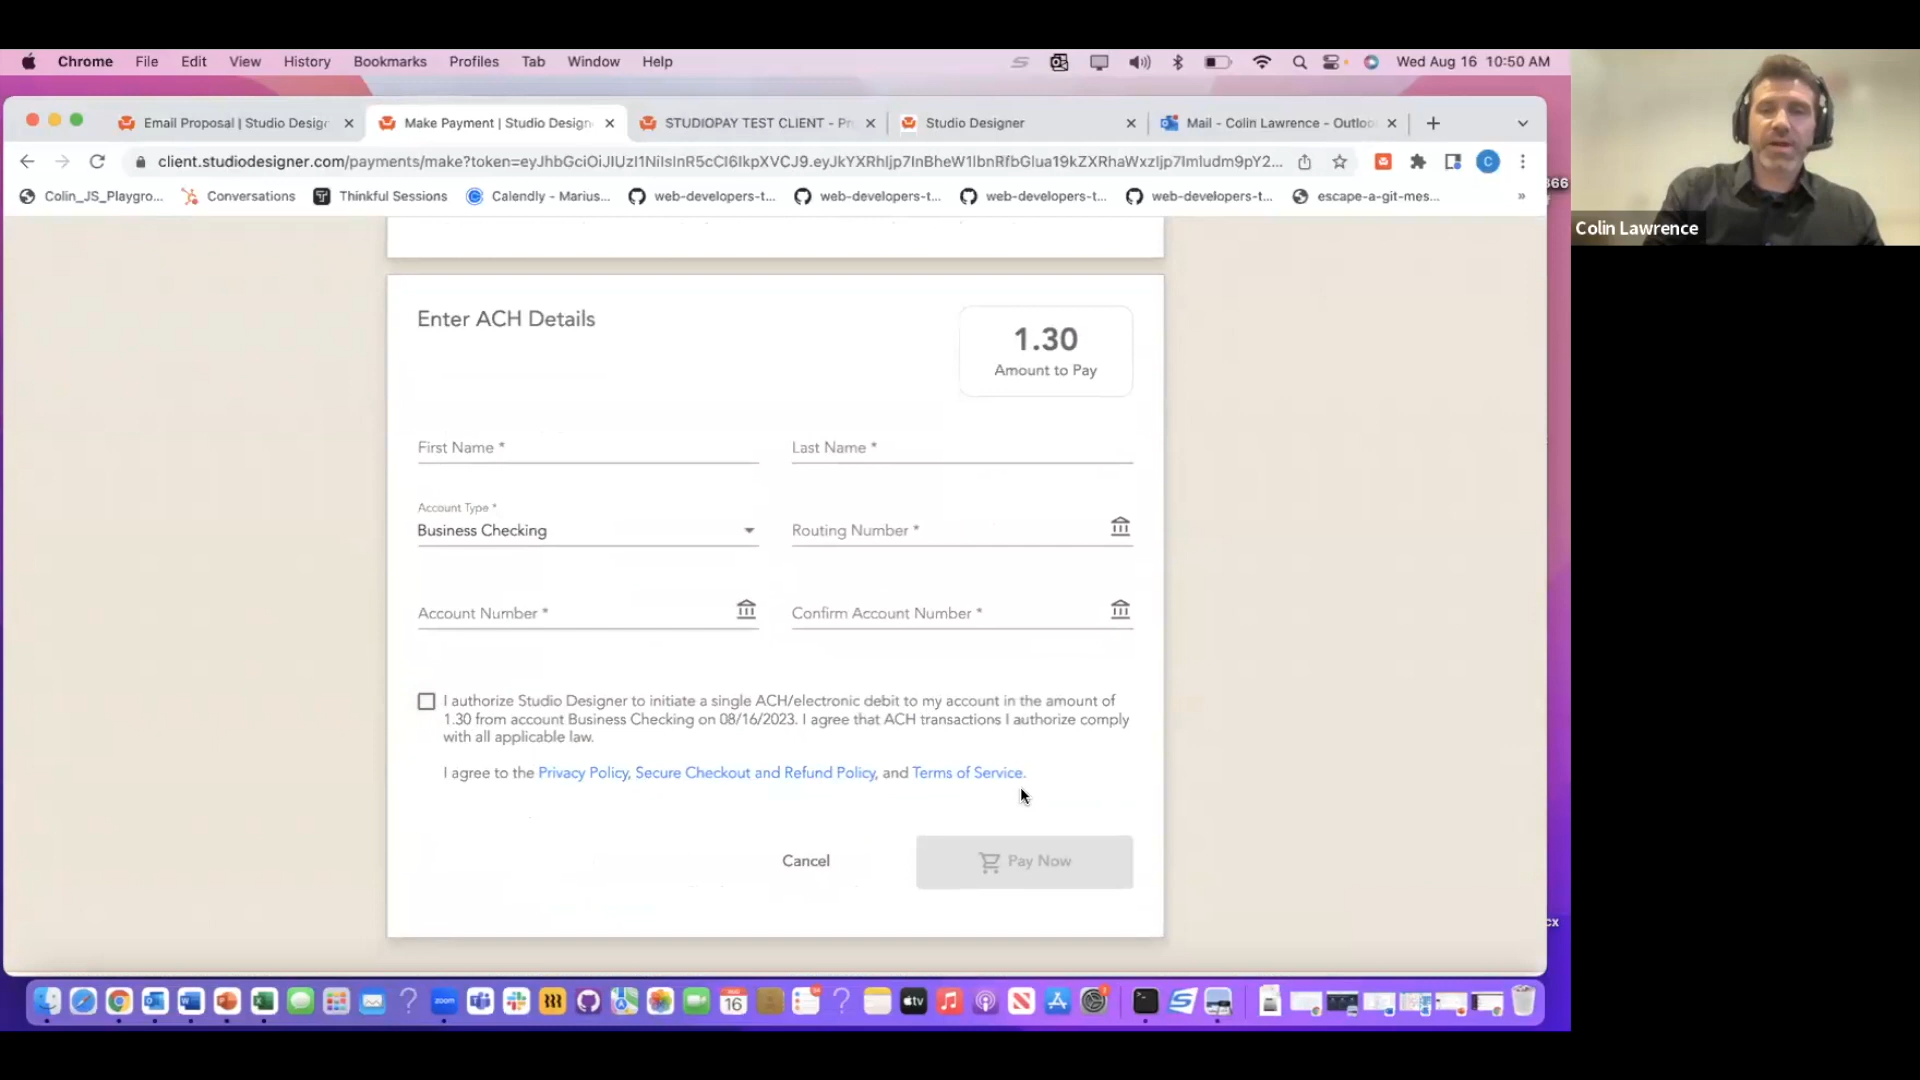 Chrome File Edit View History Bookmarks Profiles Tab Window Help Wed Aug 16 10:50 AM
Email Proposal | Studio Desig Make Payment | Studio Design STUDIOPAY TEST CLIENT - Pr Studio Designer Mail - Colin Lawrence - Outloo
client.studiodesigner.com/payments/make?token=eyJhbGciOiJIUzI1NiIsInR5cCI6IkpXVCJ9.eyJkYXRhIjp7InBheW1lbnRfbGlua19kZXRhaWxzIjp7Imludm9pY2... C
Colin_JS_Playgro... Conversations Thinkful Sessions Calendly - Marius... web-developers-t... web-developers-t... web-developers-t... web-developers-t... escape-a-git-mes... »
366
Colin Lawrence
Enter ACH Details
1.30
Amount to Pay
First Name * Last Name *
Account Type *
Business Checking Routing Number *
Account Number * Confirm Account Number *
I authorize Studio Designer to initiate a single ACH/electronic debit to my account in the amount of
1.30 from account Business Checking on 08/16/2023. I agree that ACH transactions I authorize comply
with all applicable law.
I agree to the Privacy Policy, Secure Checkout and Refund Policy, and Terms of Service.
Cancel Pay Now
cx
zoom 16 tv